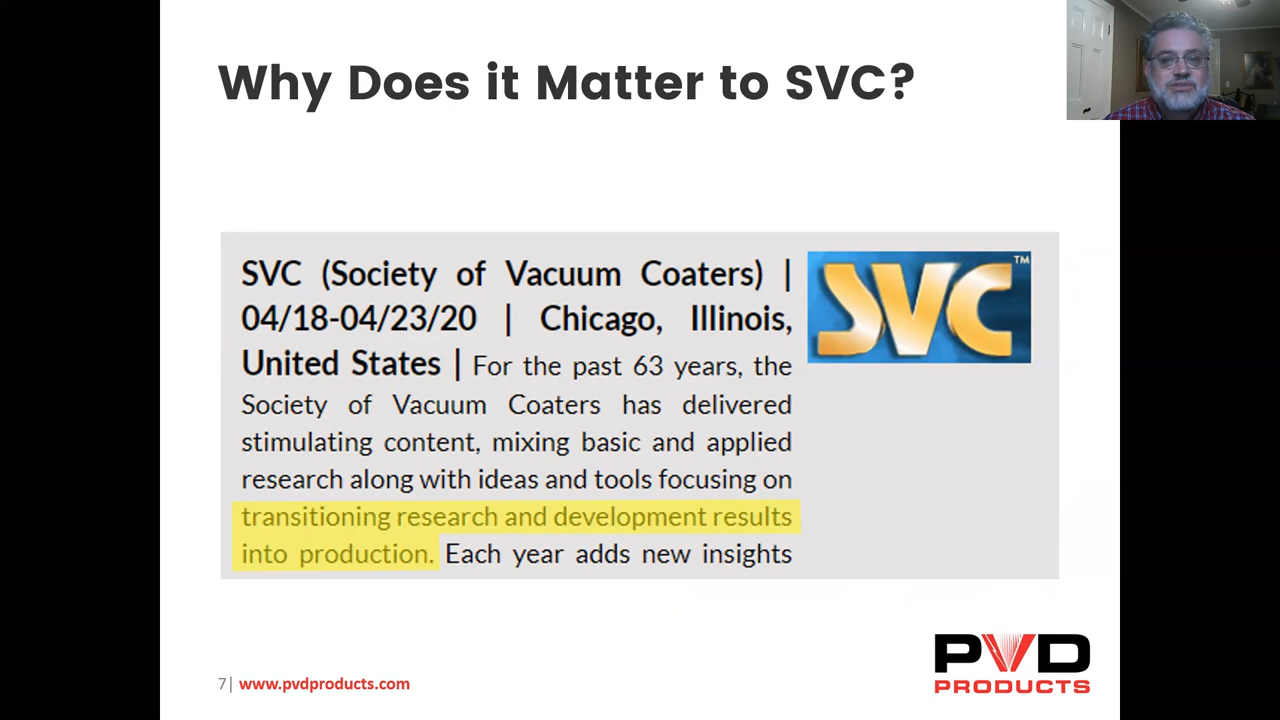 Why Does it Matter to SVC?
SVC (Society of Vacuum Coaters) |
04/18-04/23/20 | Chicago, Illinois,
United States | For the past 63 years, the
Society of Vacuum Coaters has delivered
stimulating content, mixing basic and applied
research along with ideas and tools focusing on
transitioning research and development results
into production. Each year adds new insights
SVC™
7| www.pvdproducts.com
PVD
PRODUCTS